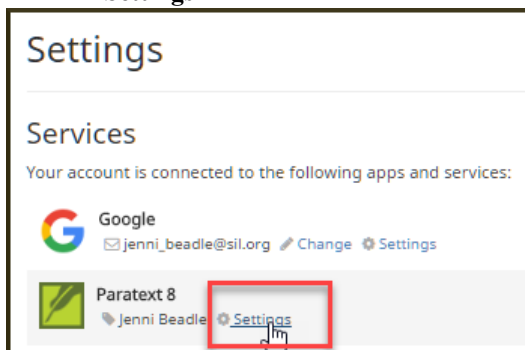 Settings
Settings
Services
Your account is connected to the following apps and services:
Google
jenni_beadle@sil.org Change Settings
Paratext 8
Jenni Beadle Settings